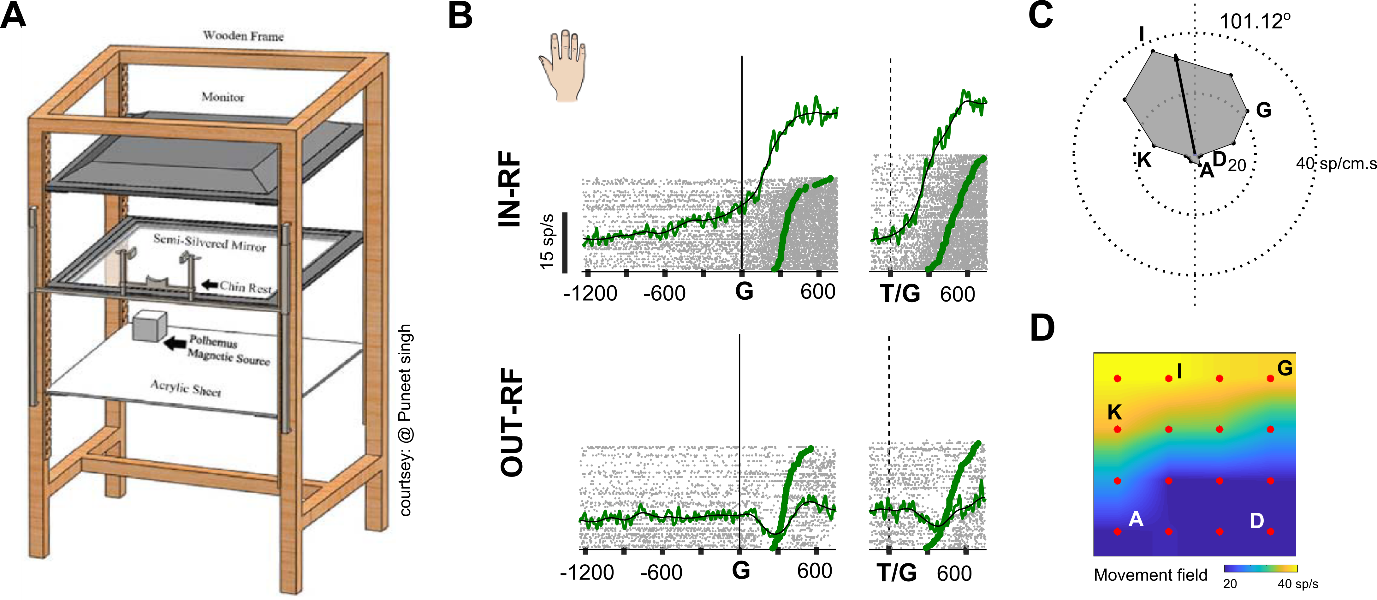 A
Wooden Frame
Monitor
Semi-Silvered Mirror
Chin Rest
Polhemus
Magnetic Source
Acrylic Sheet
courtsey: @ Puneet singh
B
IN-RF
15 sp/s
-1200 -600 G 600
T/G 600
OUT-RF
-1200 -600 G 600
T/G 600
C
101.12°
I
G
K
D
A
20
40 sp/cm.s
D
I
G
K
A
D
Movement field
20 40 sp/s